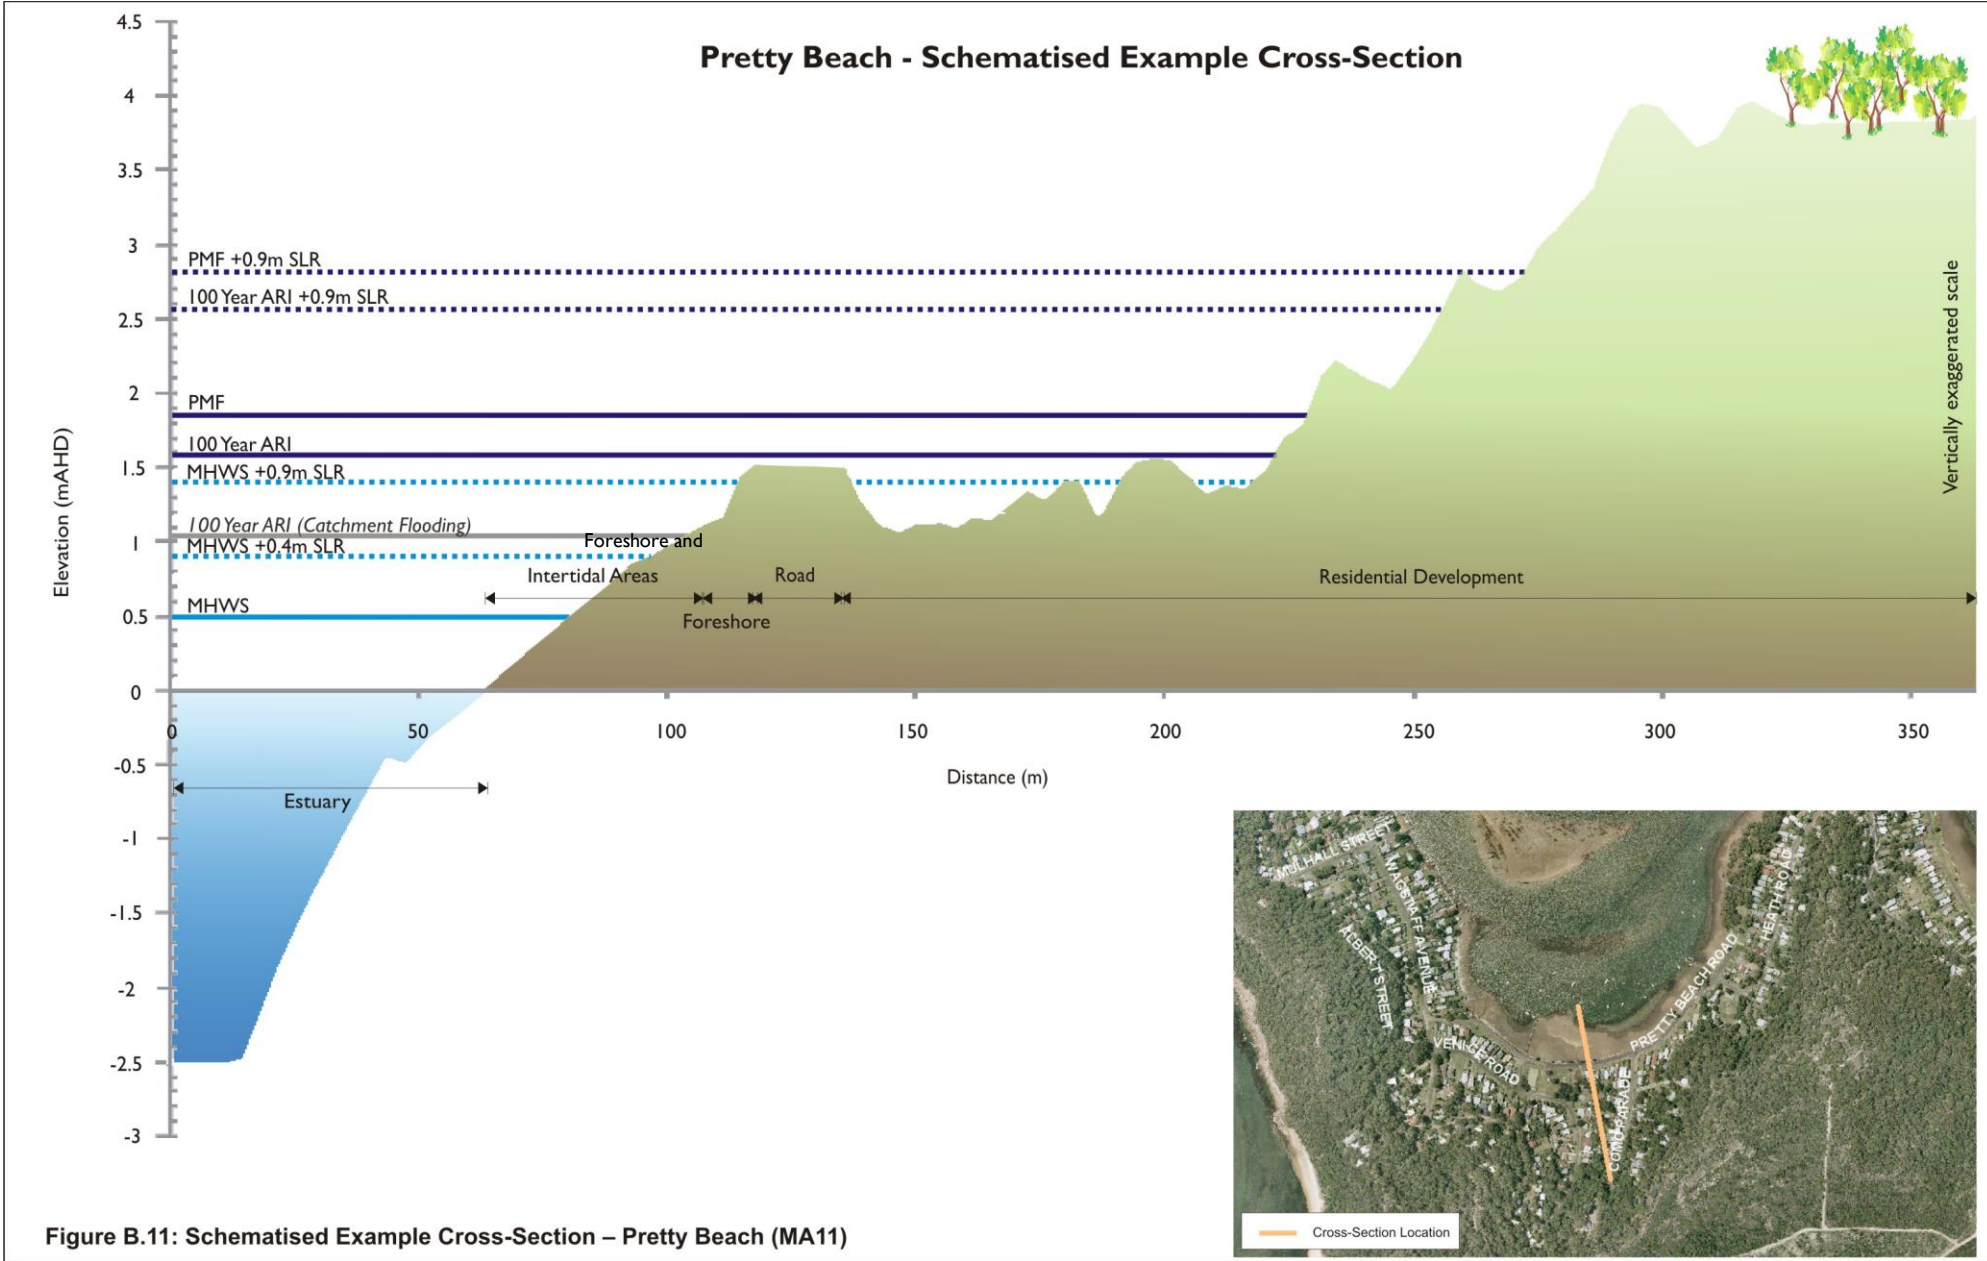 Pretty Beach - Schematised Example Cross-Section
4.5
4
3.5
3
2.5
2
1.5
1
0.5
0
-0.5
-1
-1.5
-2
-2.5
-3
Elevation (mAHD)
PMF +0.9m SLR
100 Year ARI +0.9m SLR
PMF
100 Year ARI
MHWS +0.9m SLR
100 Year ARI (Catchment Flooding)
MHWS +0.4m SLR
MHWS
Foreshore and
Intertidal Areas
Road
Foreshore
Residential Development
Vertically exaggerated scale
0 50 100 150 200 250 300 350
Distance (m)
Estuary
MULHALL STREET
WAGSTAFF AVENUE
ALBERT STREET
VENICE ROAD
PRETTY BEACH ROAD
HEATH ROAD
COMO PARADE
Cross-Section Location
Figure B.11: Schematised Example Cross-Section – Pretty Beach (MA11)